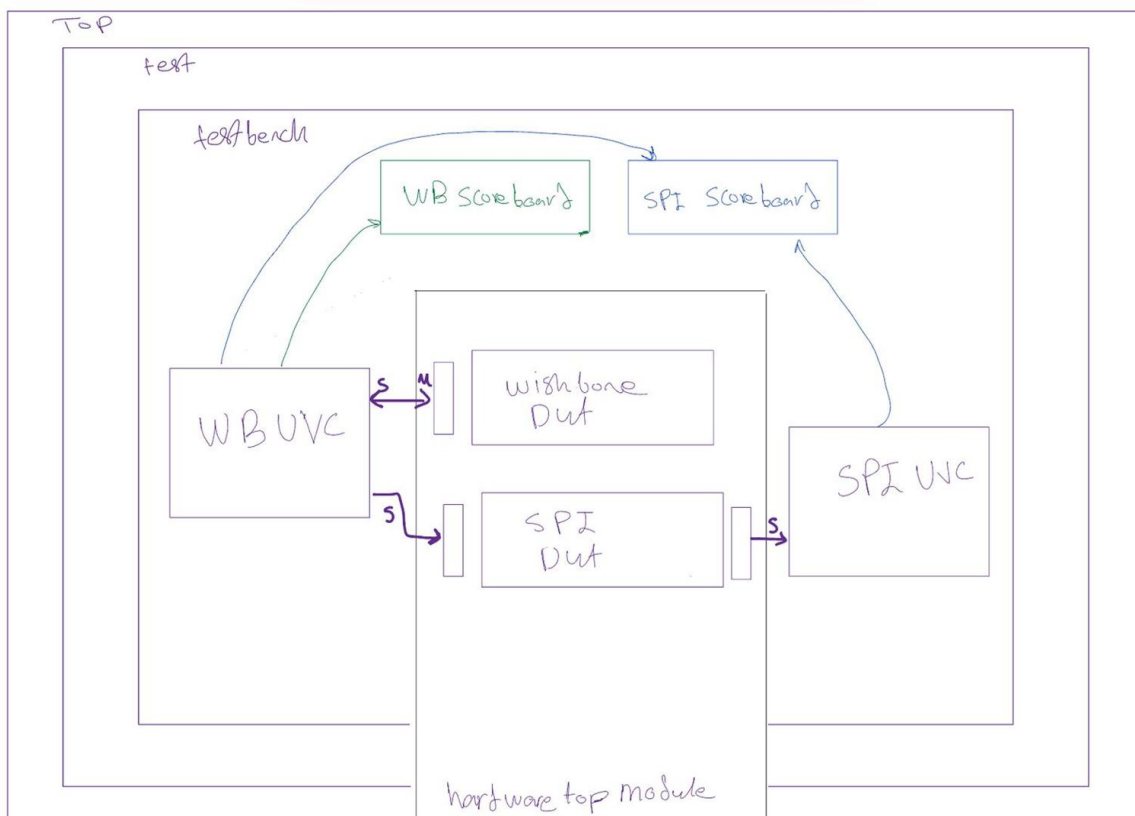 TOP
test
testbench
WB Scoreboard
SPI Scoreboard
S
M
wishbone
Dut
WB UVC
SPI UVC
S
SPI
Dut
S
hardware top module